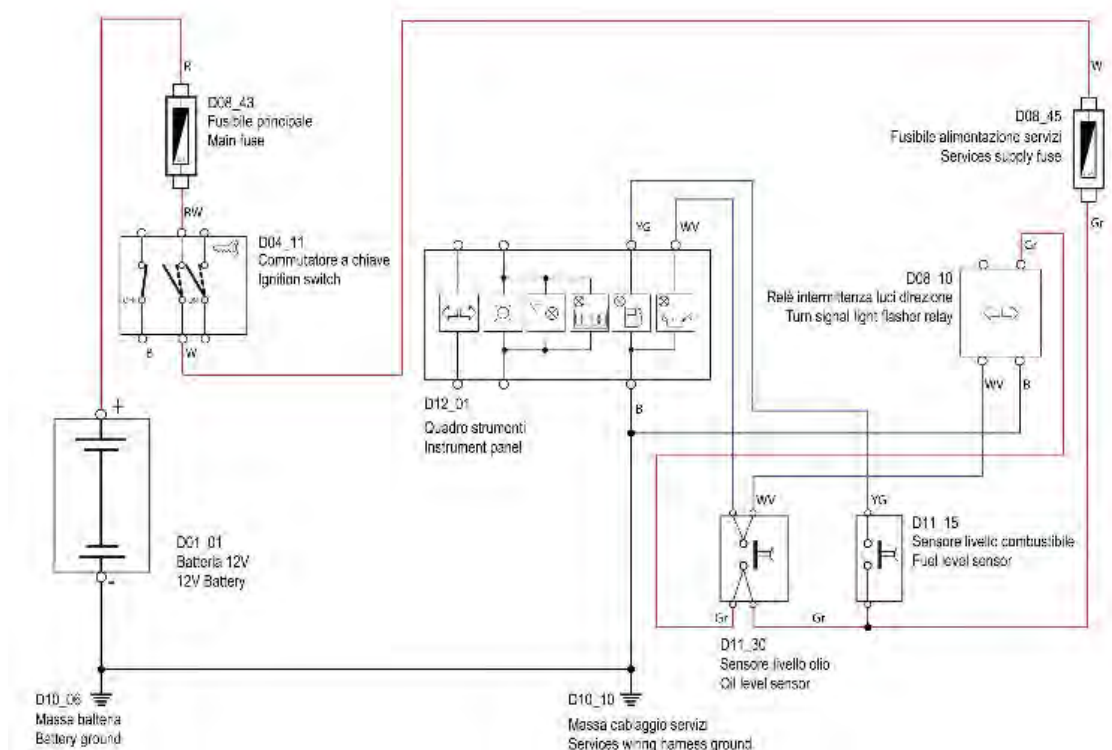 R
D08_43
Fusibile principale
Main fuse
RW
D04_11
Commutatore a chiave
Ignition switch
B
W
W
D08_45
Fusibile alimentazione servizi
Services supply fuse
Gr
YG
WV
Gr
D08_10
Relè intermittenza luci direzione
Turn signal light flasher relay
WV
B
D12_01
Quadro strumenti
Instrument panel
B
+
D01_01
Batteria 12V
12V Battery
-
WV
YG
D11_15
Sensore livello combustibile
Fuel level sensor
Gr
Gr
D11_30
Sensore livello olio
Oil level sensor
D10_06
Massa batteria
Battery ground
D10_10
Massa cablaggio servizi
Services wiring harness ground